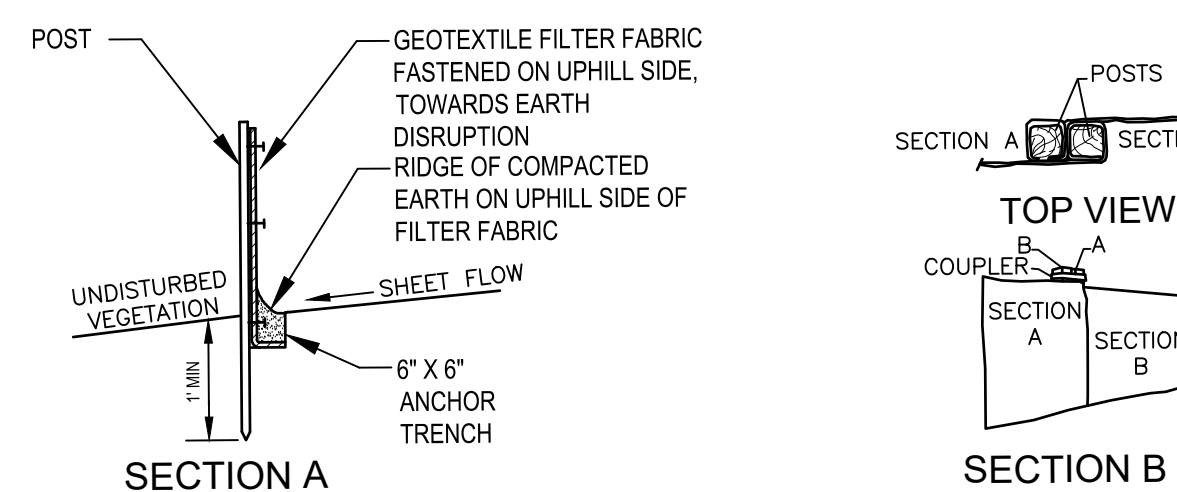 POST
GEOTEXTILE FILTER FABRIC
FASTENED ON UPHILL SIDE,
TOWARDS EARTH
DISRUPTION
RIDGE OF COMPACTED
EARTH ON UPHILL SIDE OF
FILTER FABRIC
UNDISTURBED
VEGETATION
SHEET FLOW
1' MIN
6" X 6"
ANCHOR
TRENCH
SECTION A
POSTS
SECTION A
TOP VIEW
B
A
COUPLER
SECTION
A
B
SECTION B